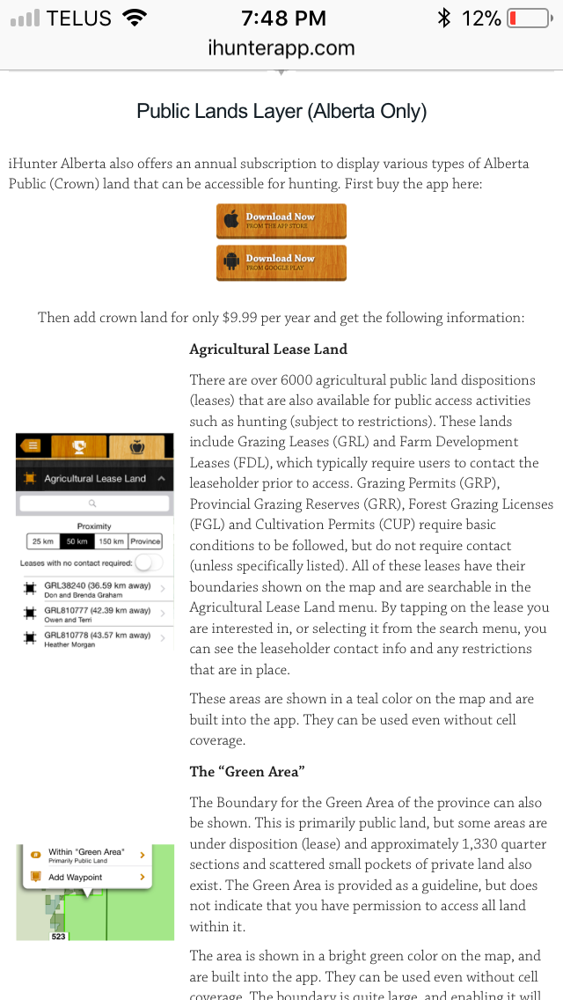 TELUS 7:48 PM 12%
ihunterapp.com
Public Lands Layer (Alberta Only)
iHunter Alberta also offers an annual subscription to display various types of Alberta
Public (Crown) land that can be accessible for hunting. First buy the app here:
Download Now
FROM THE APP STORE
Download Now
FROM GOOGLE PLAY
Then add crown land for only $9.99 per year and get the following information:
Agricultural Lease Land
There are over 6000 agricultural public land dispositions
(leases) that are also available for public access activities
such as hunting (subject to restrictions). These lands
include Grazing Leases (GRL) and Farm Development
Leases (FDL), which typically require users to contact the
leaseholder prior to access. Grazing Permits (GRP),
Provincial Grazing Reserves (GRR), Forest Grazing Licenses
(FGL) and Cultivation Permits (CUP) require basic
conditions to be followed, but do not require contact
(unless specifically listed). All of these leases have their
boundaries shown on the map and are searchable in the
Agricultural Lease Land menu. By tapping on the lease you
are interested in, or selecting it from the search menu, you
can see the leaseholder contact info and any restrictions
that are in place.
Agricultural Lease Land
Proximity
25 km 50 km 150 km Province
Leases with no contact required:
GRL38240 (36.59 km away)
Don and Brenda Graham
GRL810777 (42.39 km away)
Owen and Terri
GRL810778 (43.57 km away)
Heather Morgan
These areas are shown in a teal color on the map and are
built into the app. They can be used even without cell
coverage.
The “Green Area”
The Boundary for the Green Area of the province can also
be shown. This is primarily public land, but some areas are
under disposition (lease) and approximately 1,330 quarter
sections and scattered small pockets of private land also
exist. The Green Area is provided as a guideline, but does
not indicate that you have permission to access all land
within it.
Within "Green Area"
Primarily Public Land
Add Waypoint
523
The area is shown in a bright green color on the map, and
are built into the app. They can be used even without cell
coverage. The boundary is quite large, and enabling it will